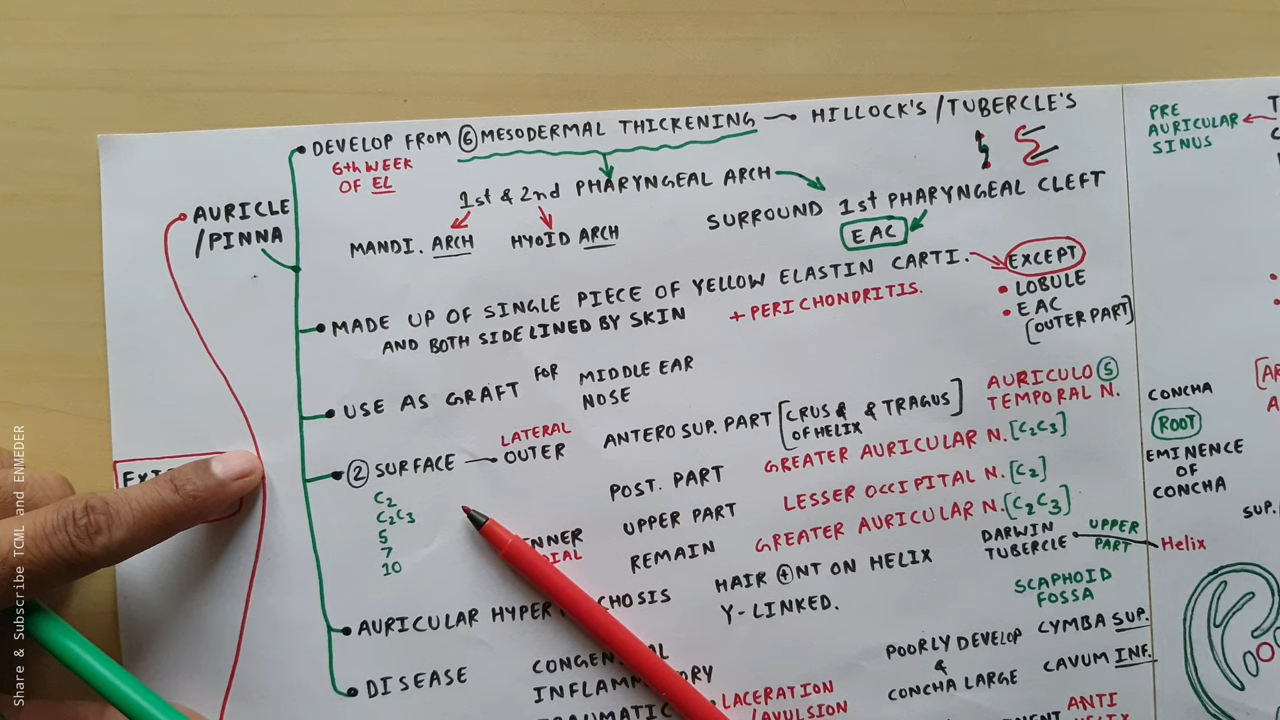 DEVELOP FROM 6 MESODERMAL THICKENING — HILLOCK'S / TUBERCLE'S
6th WEEK
OF EL
1st & 2nd PHARYNGEAL ARCH
SURROUND 1st PHARYNGEAL CLEFT
MANDI. ARCH HYOID ARCH
EAC
AURICLE
/PINNA
MADE UP OF SINGLE PIECE OF YELLOW ELASTIN CARTI.
AND BOTH SIDE LINED BY SKIN
+ PERICHONDRITIS.
EXCEPT
• LOBULE
• EAC
[OUTER PART]
USE AS GRAFT FOR MIDDLE EAR
NOSE
2 SURFACE — LATERAL
OUTER
ANTERO SUP. PART [CRUS & & TRAGUS]
OF HELIX
AURICULO 5
TEMPORAL N.
POST. PART GREATER AURICULAR N. [C2C3]
C2
C2C3
5
7
10
UPPER PART LESSER OCCIPITAL N. [C2]
REMAIN GREATER AURICULAR N. [C2C3]
AURICULAR HYPER
HAIR +NT ON HELIX
Y-LINKED.
DISEASE
LACERATION
/AVULSION
DARWIN
TUBERCLE
UPPER
PART
Helix
SCAPHOID
FOSSA
POORLY DEVELOP
&
CONCHA LARGE
CYMBA SUP.
CAVUM INF.
ANTI
HELIX
PRE
AURICULAR
SINUS
CONCHA
ROOT
EMINENCE
OF
CONCHA
SUP.
Share & Subscribe TCML and ENMEDER